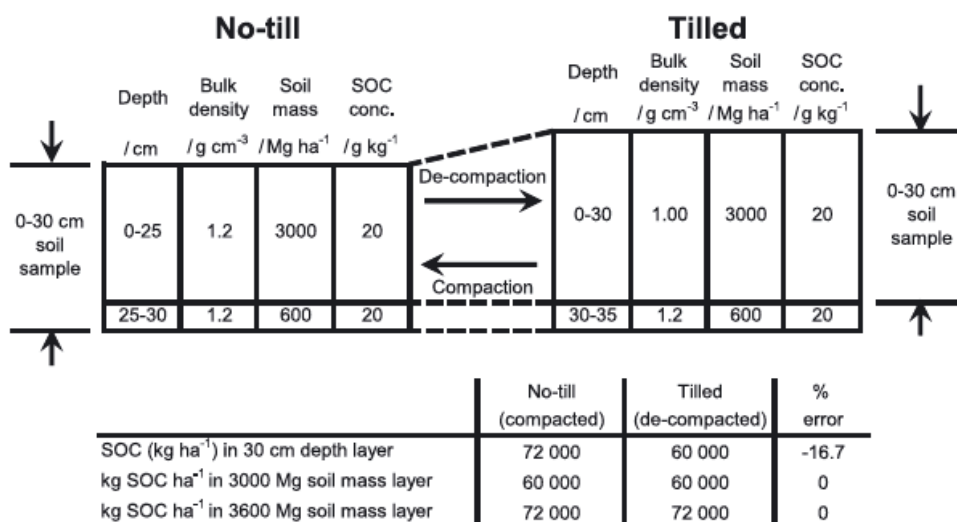 No-till
Tilled
Depth
/ cm
Bulk
density
/ g cm⁻³
Soil
mass
/ Mg ha⁻¹
SOC
conc.
/ g kg⁻¹
Depth
/ cm
Bulk
density
/ g cm⁻³
Soil
mass
/ Mg ha⁻¹
SOC
conc.
/ g kg⁻¹
0-30 cm
soil
sample
0-25 1.2 3000 20
25-30 1.2 600 20
De-compaction
Compaction
0-30 1.00 3000 20
30-35 1.2 600 20
0-30 cm
soil
sample
No-till Tilled %
(compacted) (de-compacted) error
SOC (kg ha⁻¹) in 30 cm depth layer 72 000 60 000 -16.7
kg SOC ha⁻¹ in 3000 Mg soil mass layer 60 000 60 000 0
kg SOC ha⁻¹ in 3600 Mg soil mass layer 72 000 72 000 0